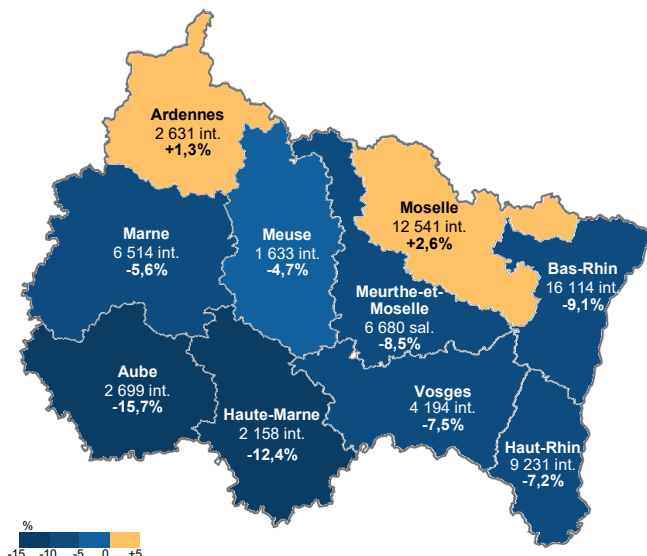 Ardennes
2 631 int.
+1,3%
Marne
6 514 int.
-5,6%
Meuse
1 633 int.
-4,7%
Moselle
12 541 int.
+2,6%
Bas-Rhin
16 114 int.
-9,1%
Meurthe-et-
Moselle
6 680 sal.
-8,5%
Aube
2 699 int.
-15,7%
Haute-Marne
2 158 int.
-12,4%
Vosges
4 194 int.
-7,5%
Haut-Rhin
9 231 int.
-7,2%
%
-15 -10 -5 0 +5